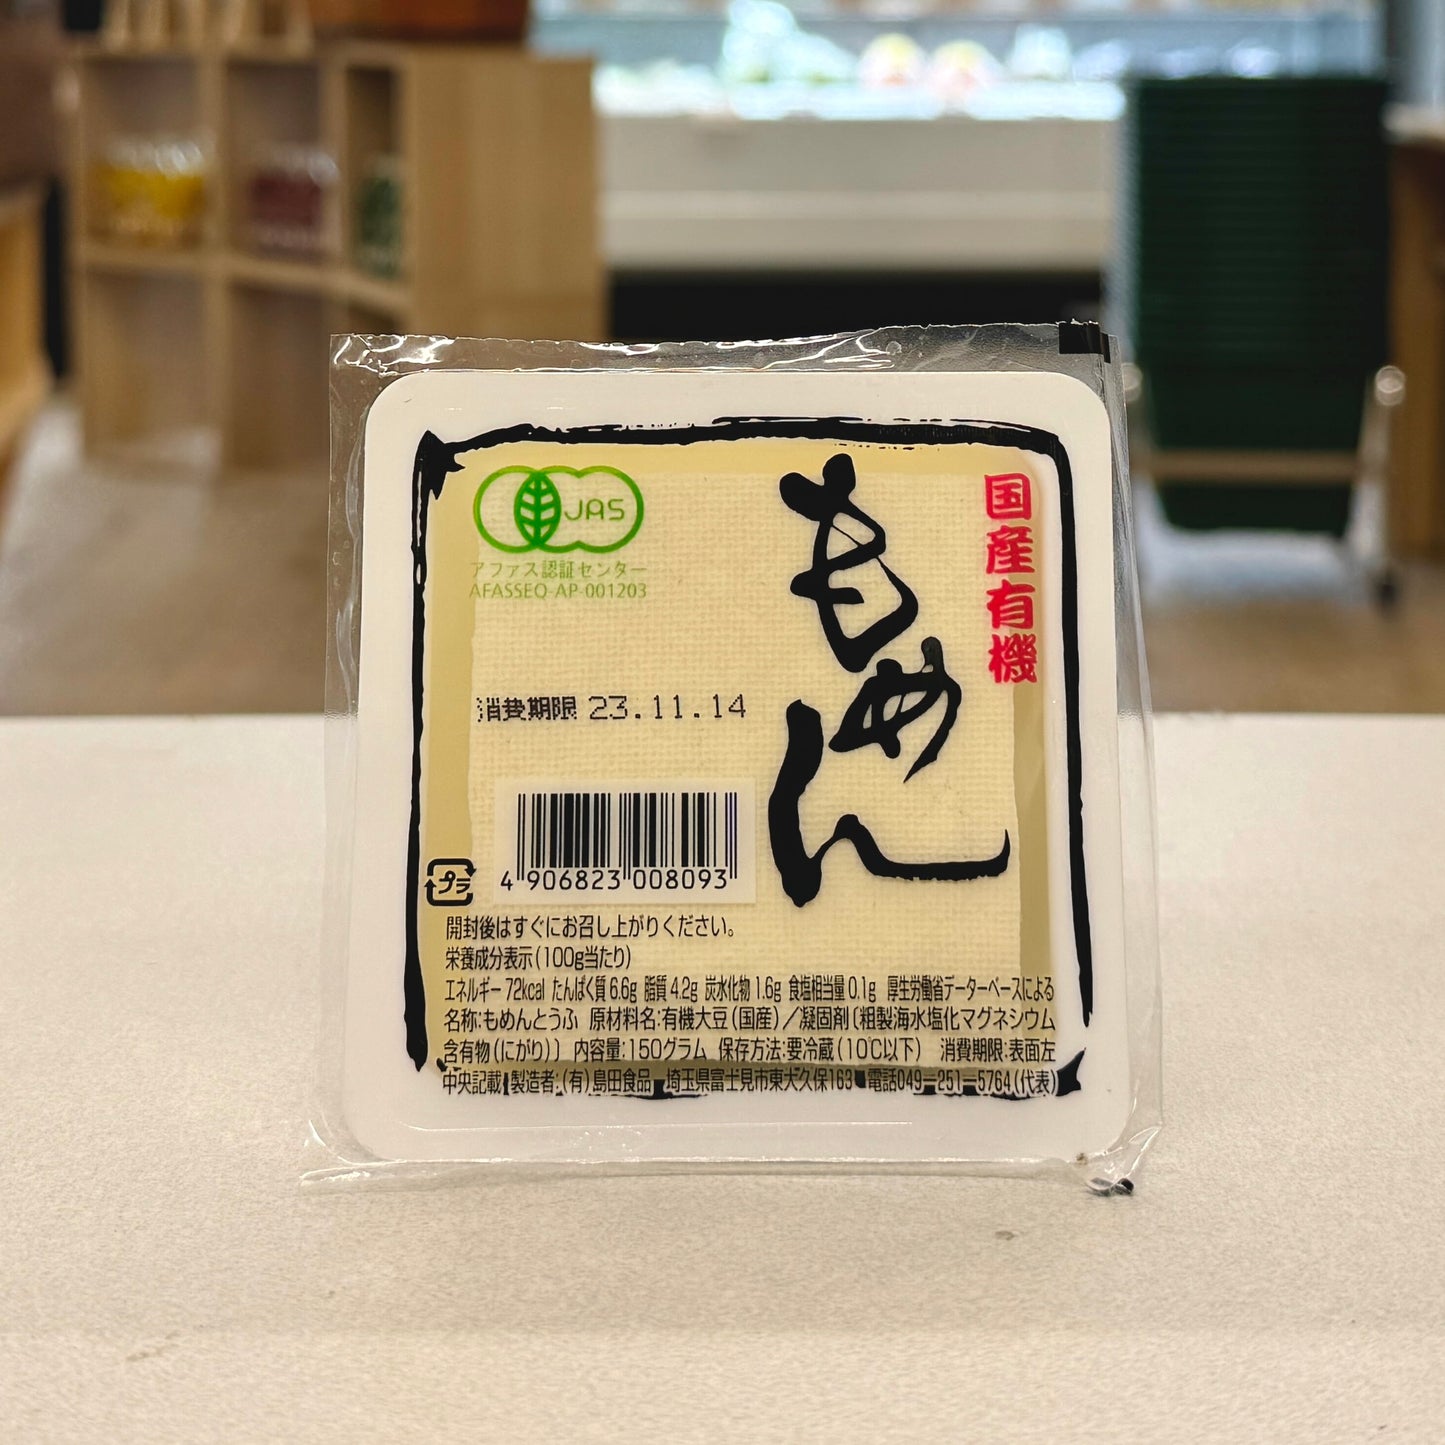 国産有機
もめん
JAS
アファス認証センター
AFASSEQ-AP-001203
消費期限 23.11.14
4 906823 008093
プラ
開封後はすぐにお召し上がりください。
栄養成分表示(100g当たり)
エネルギー 72kcal たんぱく質 6.6g 脂質 4.2g 炭水化物 1.6g 食塩相当量 0.1g 厚生労働省データーベースによる
名称:もめんとうふ 原材料名:有機大豆(国産)/凝固剤〔粗製海水塩化マグネシウム
含有物(にがり)〕 内容量:150グラム 保存方法:要冷蔵(10℃以下) 消費期限:表面左
中央記載 製造者:(有)島田食品 埼玉県富士見市東大久保163 電話049-251-5764(代表)